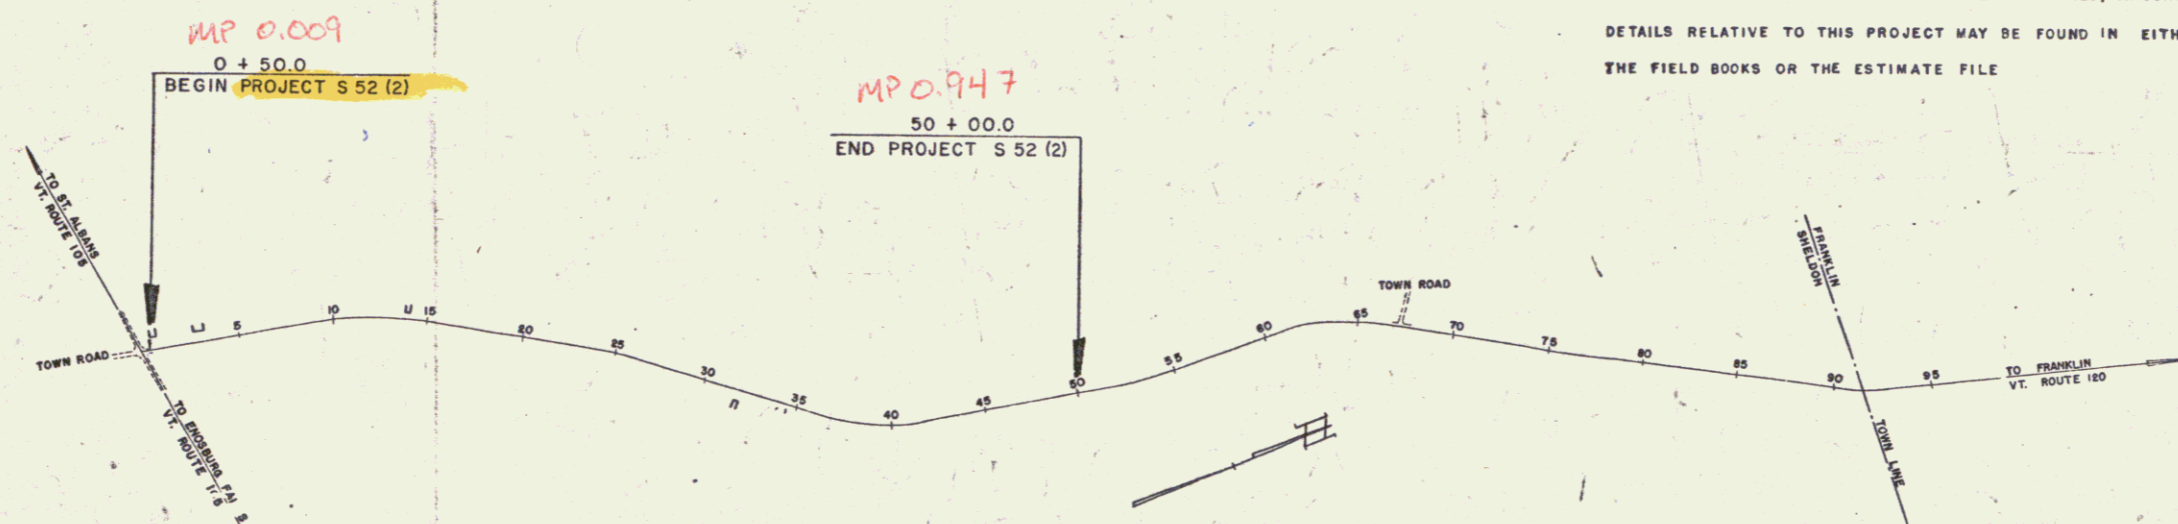 MP 0.009
0 + 50.0
BEGIN PROJECT S 52 (2)
MP 0.947
50 + 00.0
END PROJECT S 52 (2)
DETAILS RELATIVE TO THIS PROJECT MAY BE FOUND IN EITH
THE FIELD BOOKS OR THE ESTIMATE FILE
TO ST. ALBANS
VT. ROUTE 105
TOWN ROAD
TO ENOSBURG FA
VT. ROUTE
5
10
15
20
25
30
35
40
45
50
55
60
65
TOWN ROAD
70
75
80
85
90
95
FRANKLIN
SHELDON
TOWN LINE
TO FRANKLIN
VT. ROUTE 120